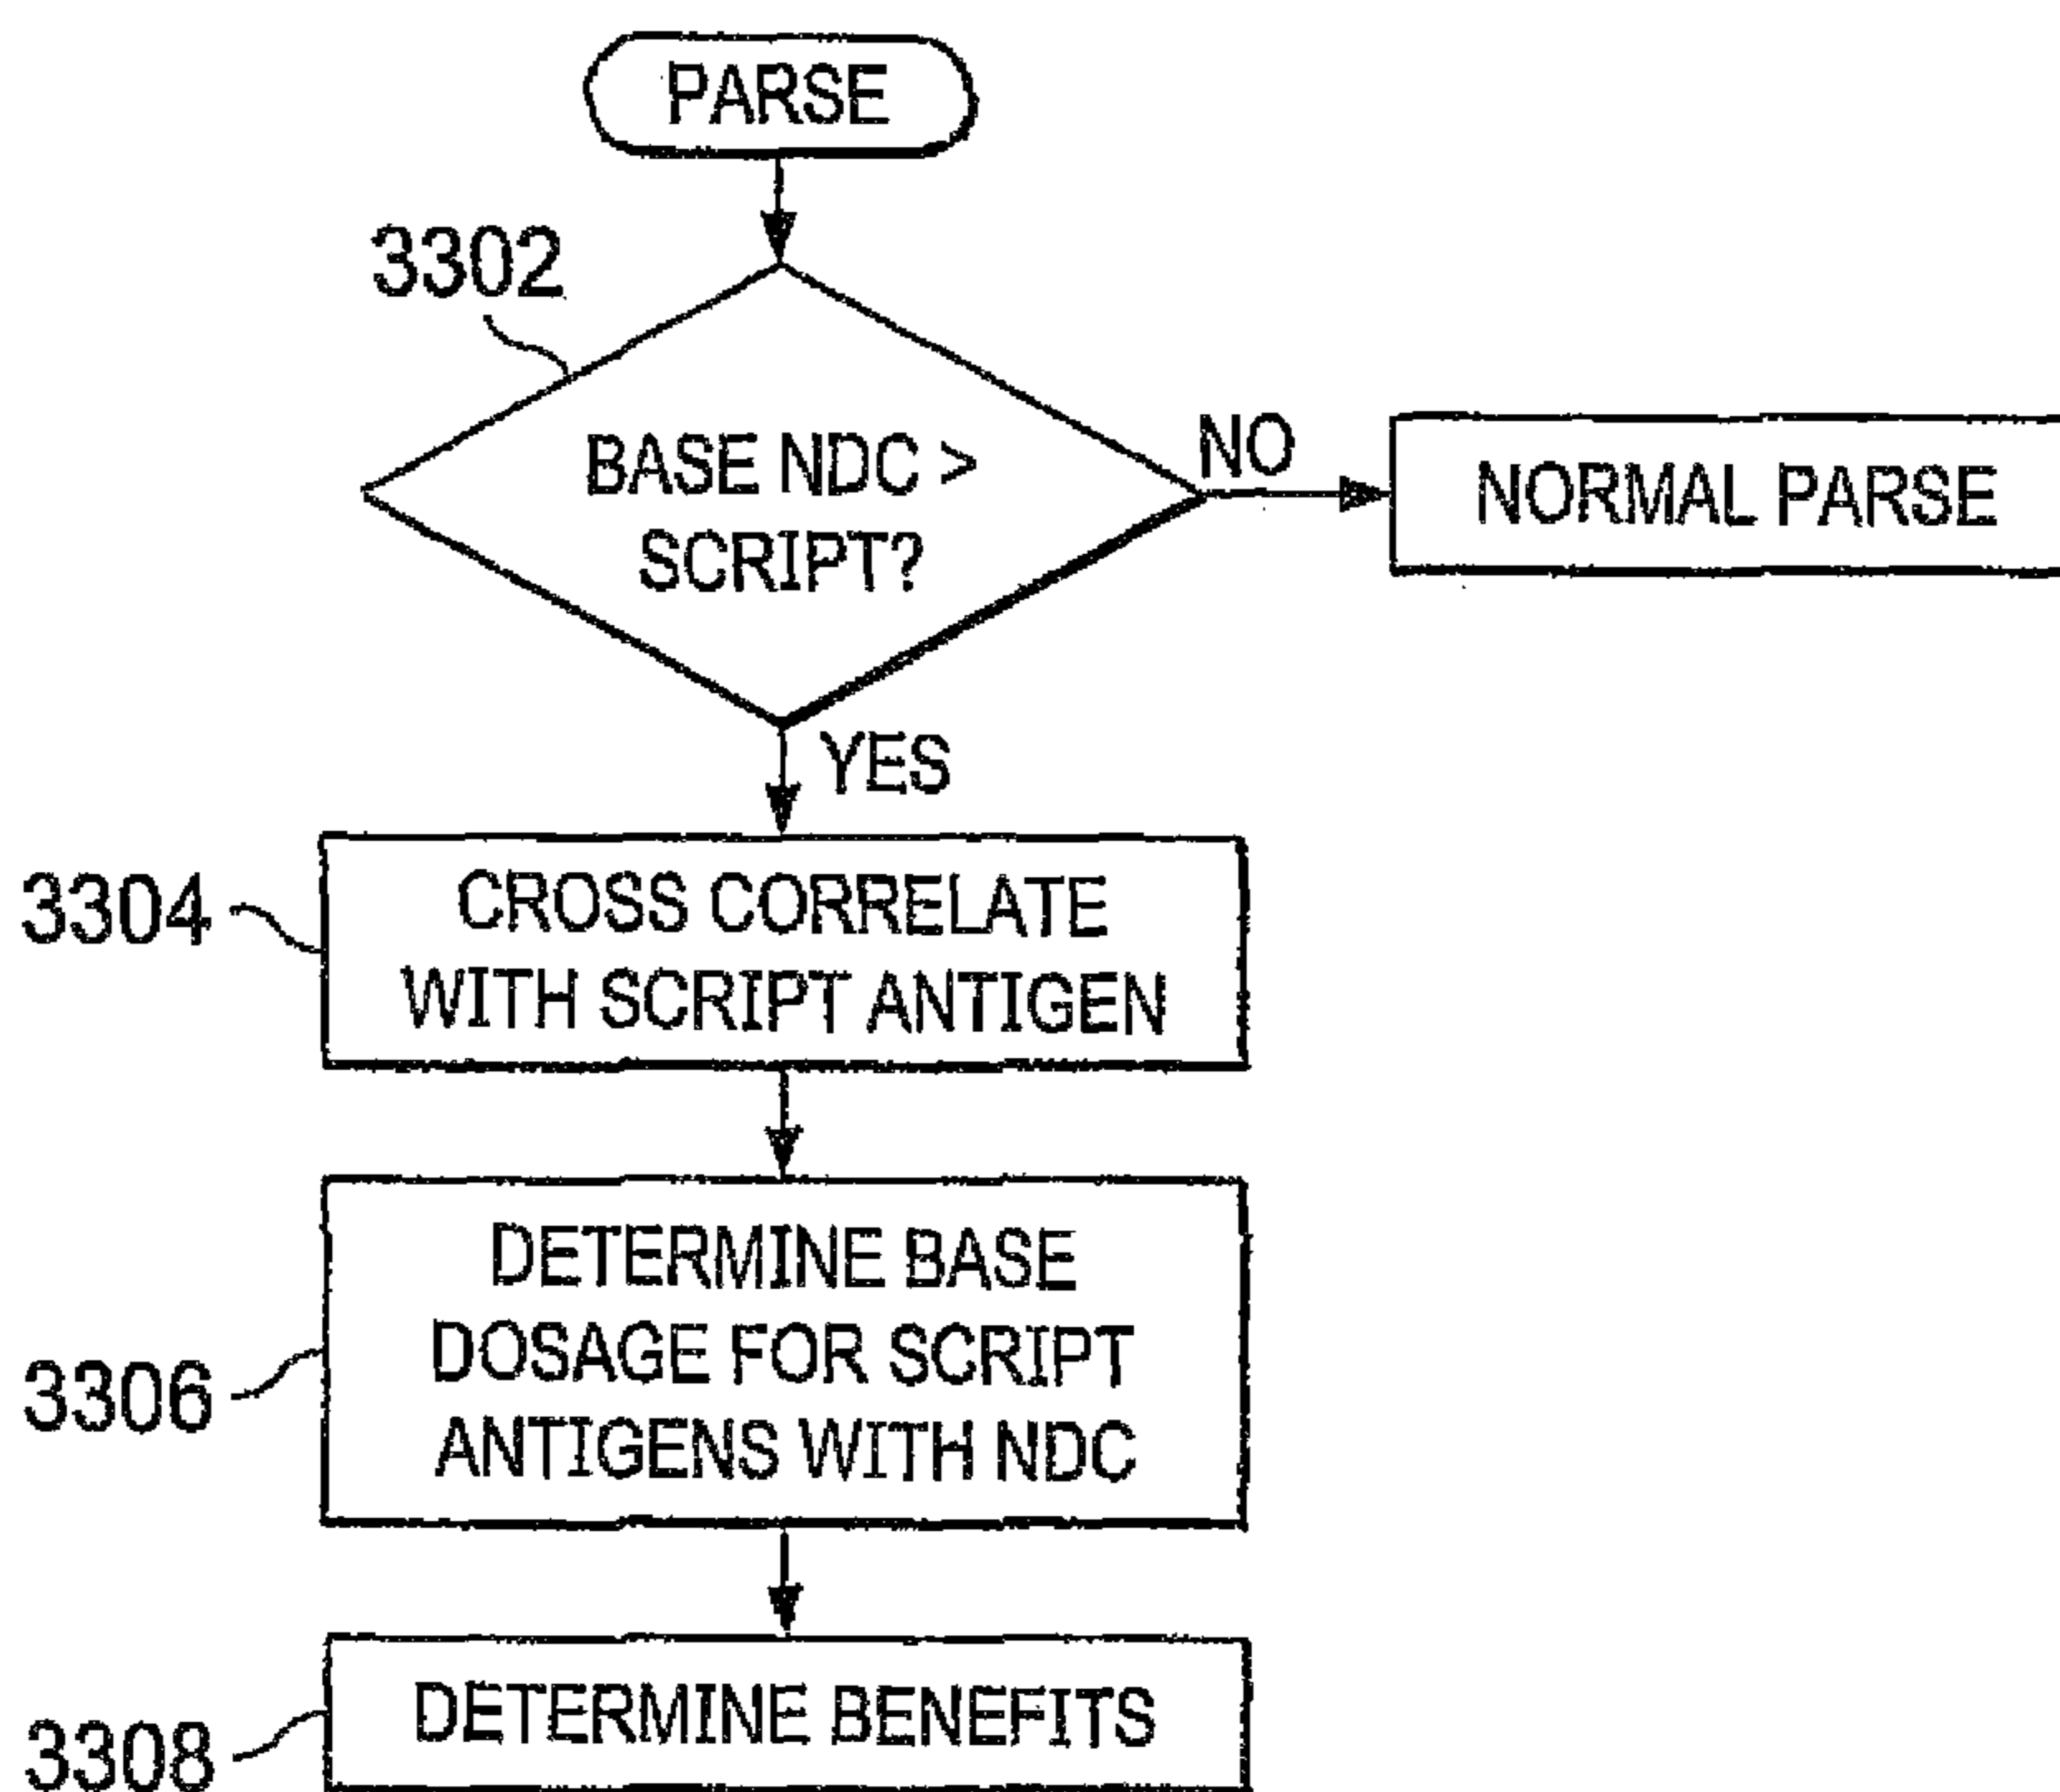 PARSE
3302
BASE NDC >
SCRIPT?
NO
NORMAL PARSE
YES
3304
CROSS CORRELATE
WITH SCRIPT ANTIGEN
3306
DETERMINE BASE
DOSAGE FOR SCRIPT
ANTIGENS WITH NDC
3308
DETERMINE BENEFITS